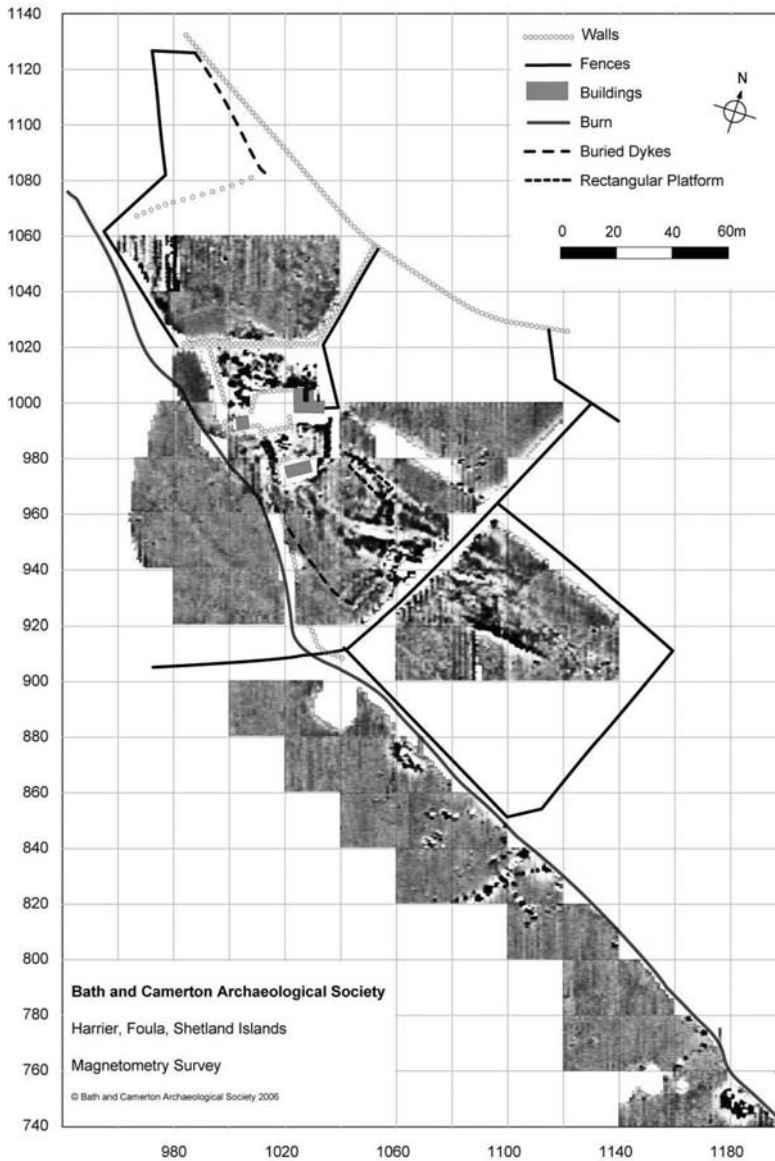 1140
1120
1100
1080
1060
1040
1020
1000
980
960
940
920
900
880
860
840
820
800
780
760
740
Walls
Fences
Buildings
Burn
Buried Dykes
Rectangular Platform
N
0 20 40 60m
Bath and Camerton Archaeological Society
Harrier, Foula, Shetland Islands
Magnetometry Survey
© Bath and Camerton Archaeological Society 2006
980 1020 1060 1100 1140 1180